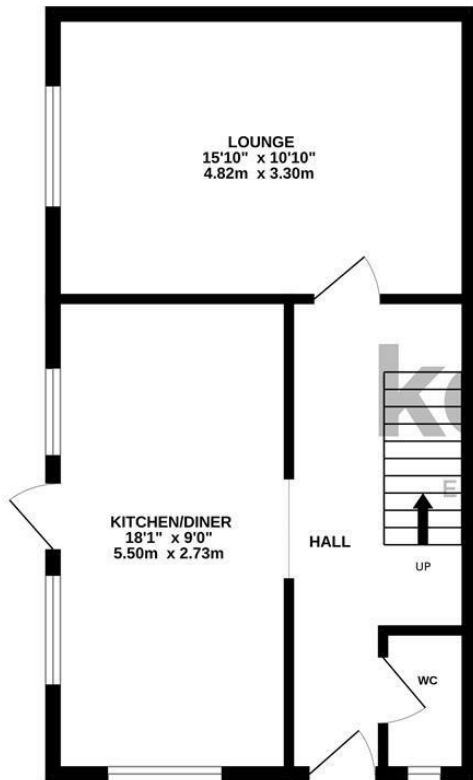 LOUNGE
15'10" x 10'10"
4.82m x 3.30m
KITCHEN/DINER
18'1" x 9'0"
5.50m x 2.73m
HALL
UP
WC